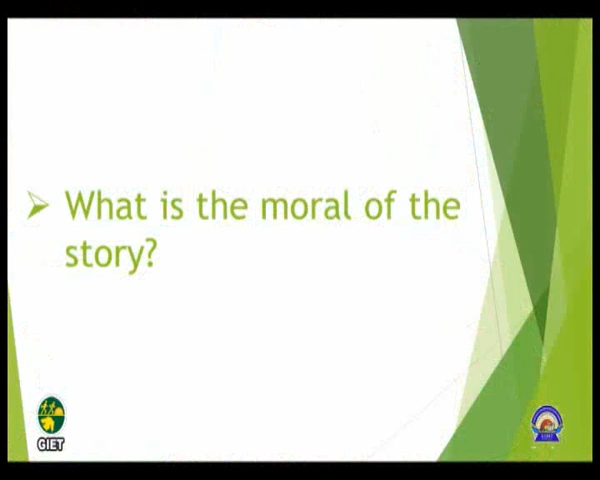 What is the moral of the
story?
GIET